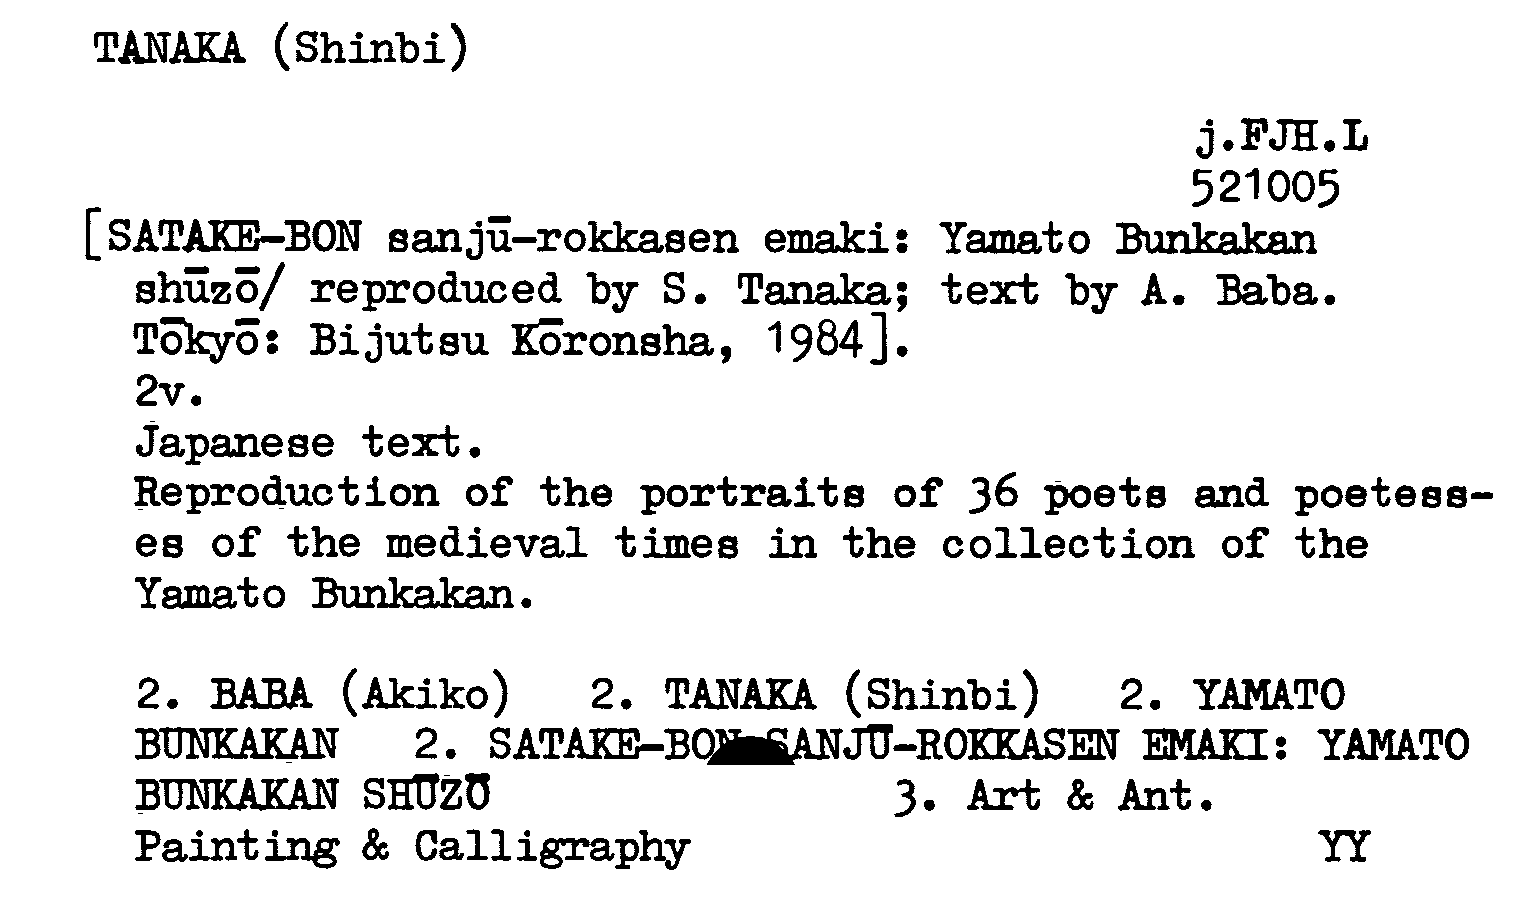 TANAKA (Shinbi)
j.FJH.L
521005
[SATAKE-BON sanjū-rokkasen emaki: Yamato Bunkakan
shūzō/ reproduced by S. Tanaka; text by A. Baba.
Tōkyō: Bijutsu Kōronsha, 1984].
2v.
Japanese text.
Reproduction of the portraits of 36 poets and poetess-
es of the medieval times in the collection of the
Yamato Bunkakan.
2. BABA (Akiko) 2. TANAKA (Shinbi) 2. YAMATO
BUNKAKAN 2. SATAKE-BON SANJŪ-ROKKASEN EMAKI: YAMATO
BUNKAKAN SHŪZŌ 3. Art & Ant.
Painting & Calligraphy YY